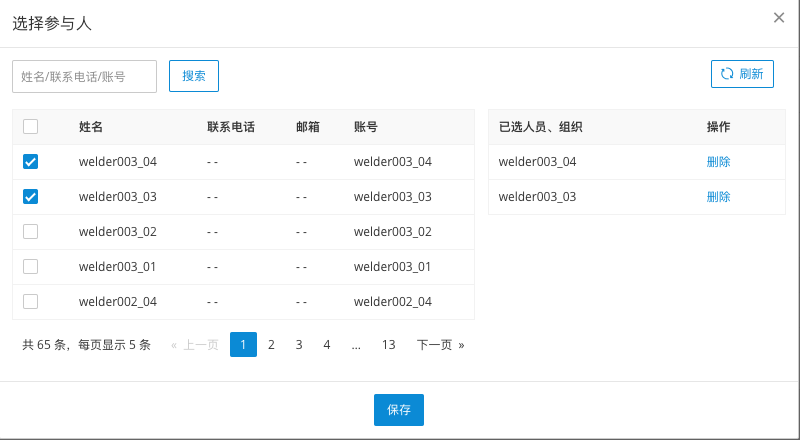 选择参与人
姓名/联系电话/账号 搜索 刷新
姓名 联系电话 邮箱 账号 已选人员、组织 操作
welder003_04 - - - - welder003_04 welder003_04 删除
welder003_03 - - - - welder003_03 welder003_03 删除
welder003_02 - - - - welder003_02
welder003_01 - - - - welder003_01
welder002_04 - - - - welder002_04
共 65 条，每页显示 5 条 « 上一页 1 2 3 4 ... 13 下一页 »
保存